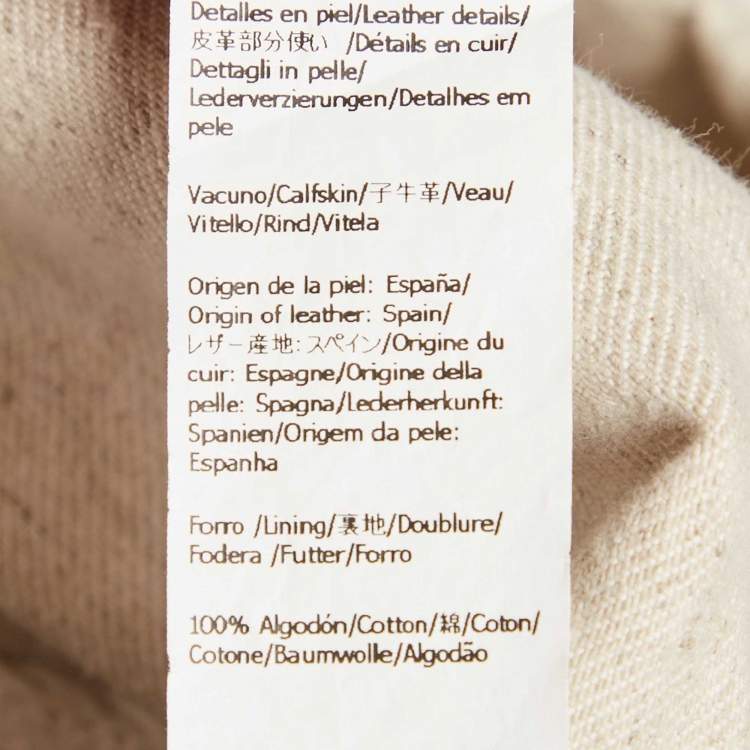 Detalles en piel/Leather details/
皮革部分使い /Détails en cuir/
Dettagli in pelle/
Lederverzierungen/Detalhes em
pele
Vacuno/Calfskin/子牛革/Veau/
Vitello/Rind/Vitela
Origen de la piel: España/
Origin of leather: Spain/
レザー産地:スペイン/Origine du
cuir: Espagne/Origine della
pelle: Spagna/Lederherkunft:
Spanien/Origem da pele:
Espanha
Forro /Lining/裏地/Doublure/
Fodera /Futter/Forro
100% Algodón/Cotton/綿/Coton/
Cotone/Baumwolle/Algodão